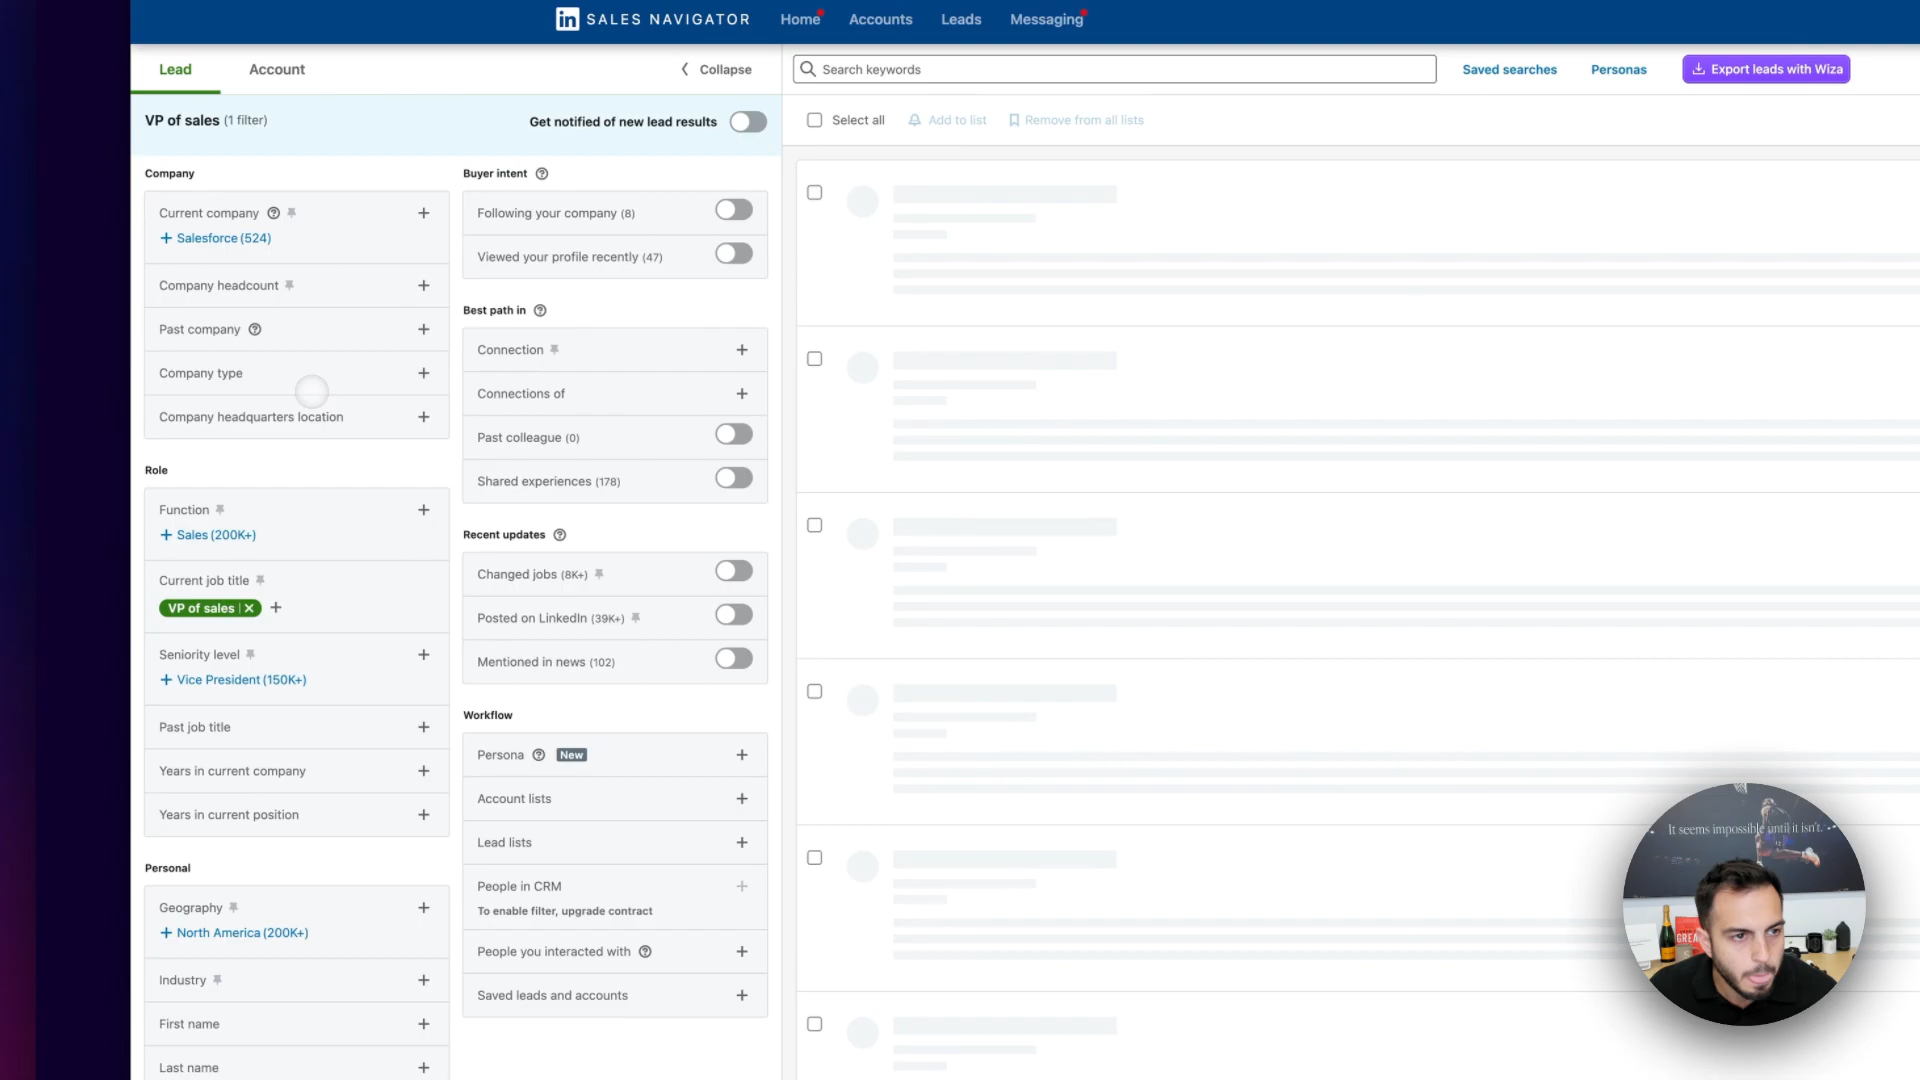 in SALES NAVIGATOR Home Accounts Leads Messaging
Lead Account Collapse
Search keywords
Saved searches Personas Export leads with Wiza
VP of sales (1 filter) Get notified of new lead results
Select all Add to list Remove from all lists
Company
Current company
+ Salesforce (524)
Company headcount
Past company
Company type
Company headquarters location
Role
Function
+ Sales (200K+)
Current job title
VP of sales
Seniority level
+ Vice President (150K+)
Past job title
Years in current company
Years in current position
Personal
Geography
+ North America (200K+)
Industry
First name
Last name
Buyer intent
Following your company (8)
Viewed your profile recently (47)
Best path in
Connection
Connections of
Past colleague (0)
Shared experiences (178)
Recent updates
Changed jobs (8K+)
Posted on LinkedIn (39K+)
Mentioned in news (102)
Workflow
Persona New
Account lists
Lead lists
People in CRM
To enable filter, upgrade contract
People you interacted with
Saved leads and accounts
It seems impossible until it isn't.